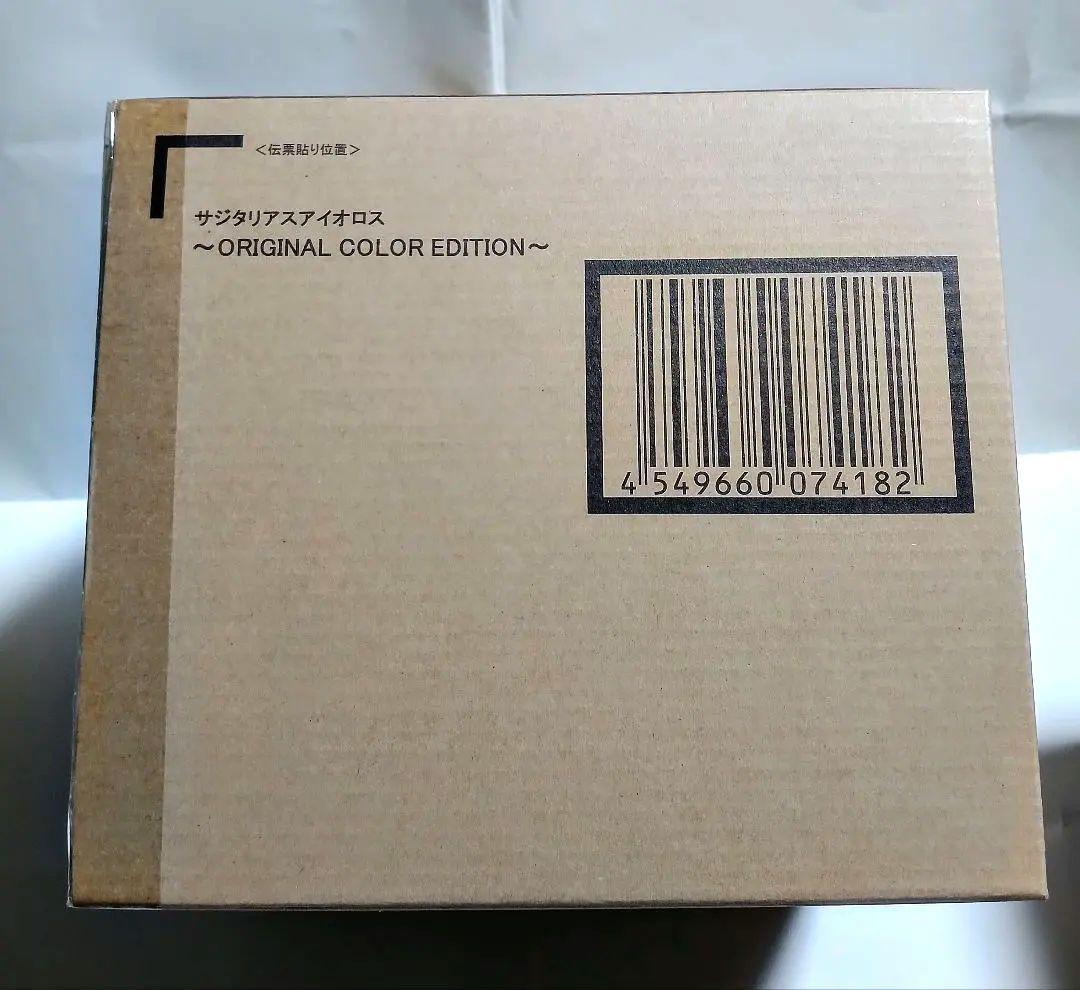 <伝票貼り位置>
サジタリアスアイオロス
～ORIGINAL COLOR EDITION～
4 549660 074182